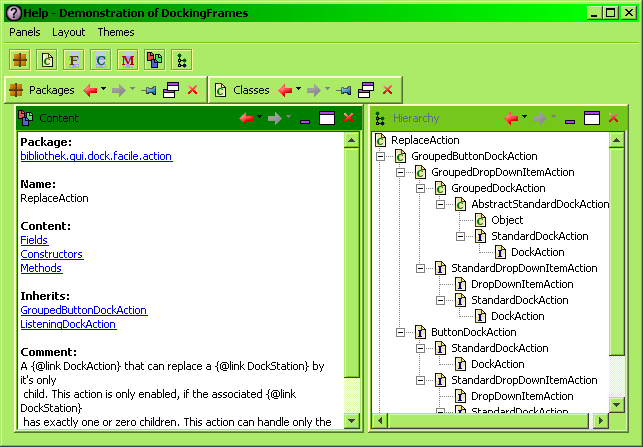 Help - Demonstration of DockingFrames
Panels Layout Themes
F C M
Packages
Classes
Content
Package:
bibliothek.gui.dock.facile.action
Name:
ReplaceAction
Content:
Fields
Constructors
Methods
Inherits:
GroupedButtonDockAction
ListeningDockAction
Comment:
A {@link DockAction} that can replace a {@link DockStation} by
it's only
child. This action is only enabled, if the associated {@link
DockStation}
has exactly one or zero children. This action can handle only the
Hierarchy
ReplaceAction
GroupedButtonDockAction
GroupedDropDownItemAction
GroupedDockAction
AbstractStandardDockAction
Object
StandardDockAction
DockAction
StandardDropDownItemAction
DropDownItemAction
StandardDockAction
DockAction
ButtonDockAction
StandardDockAction
DockAction
StandardDropDownItemAction
DropDownItemAction
StandardDockAction